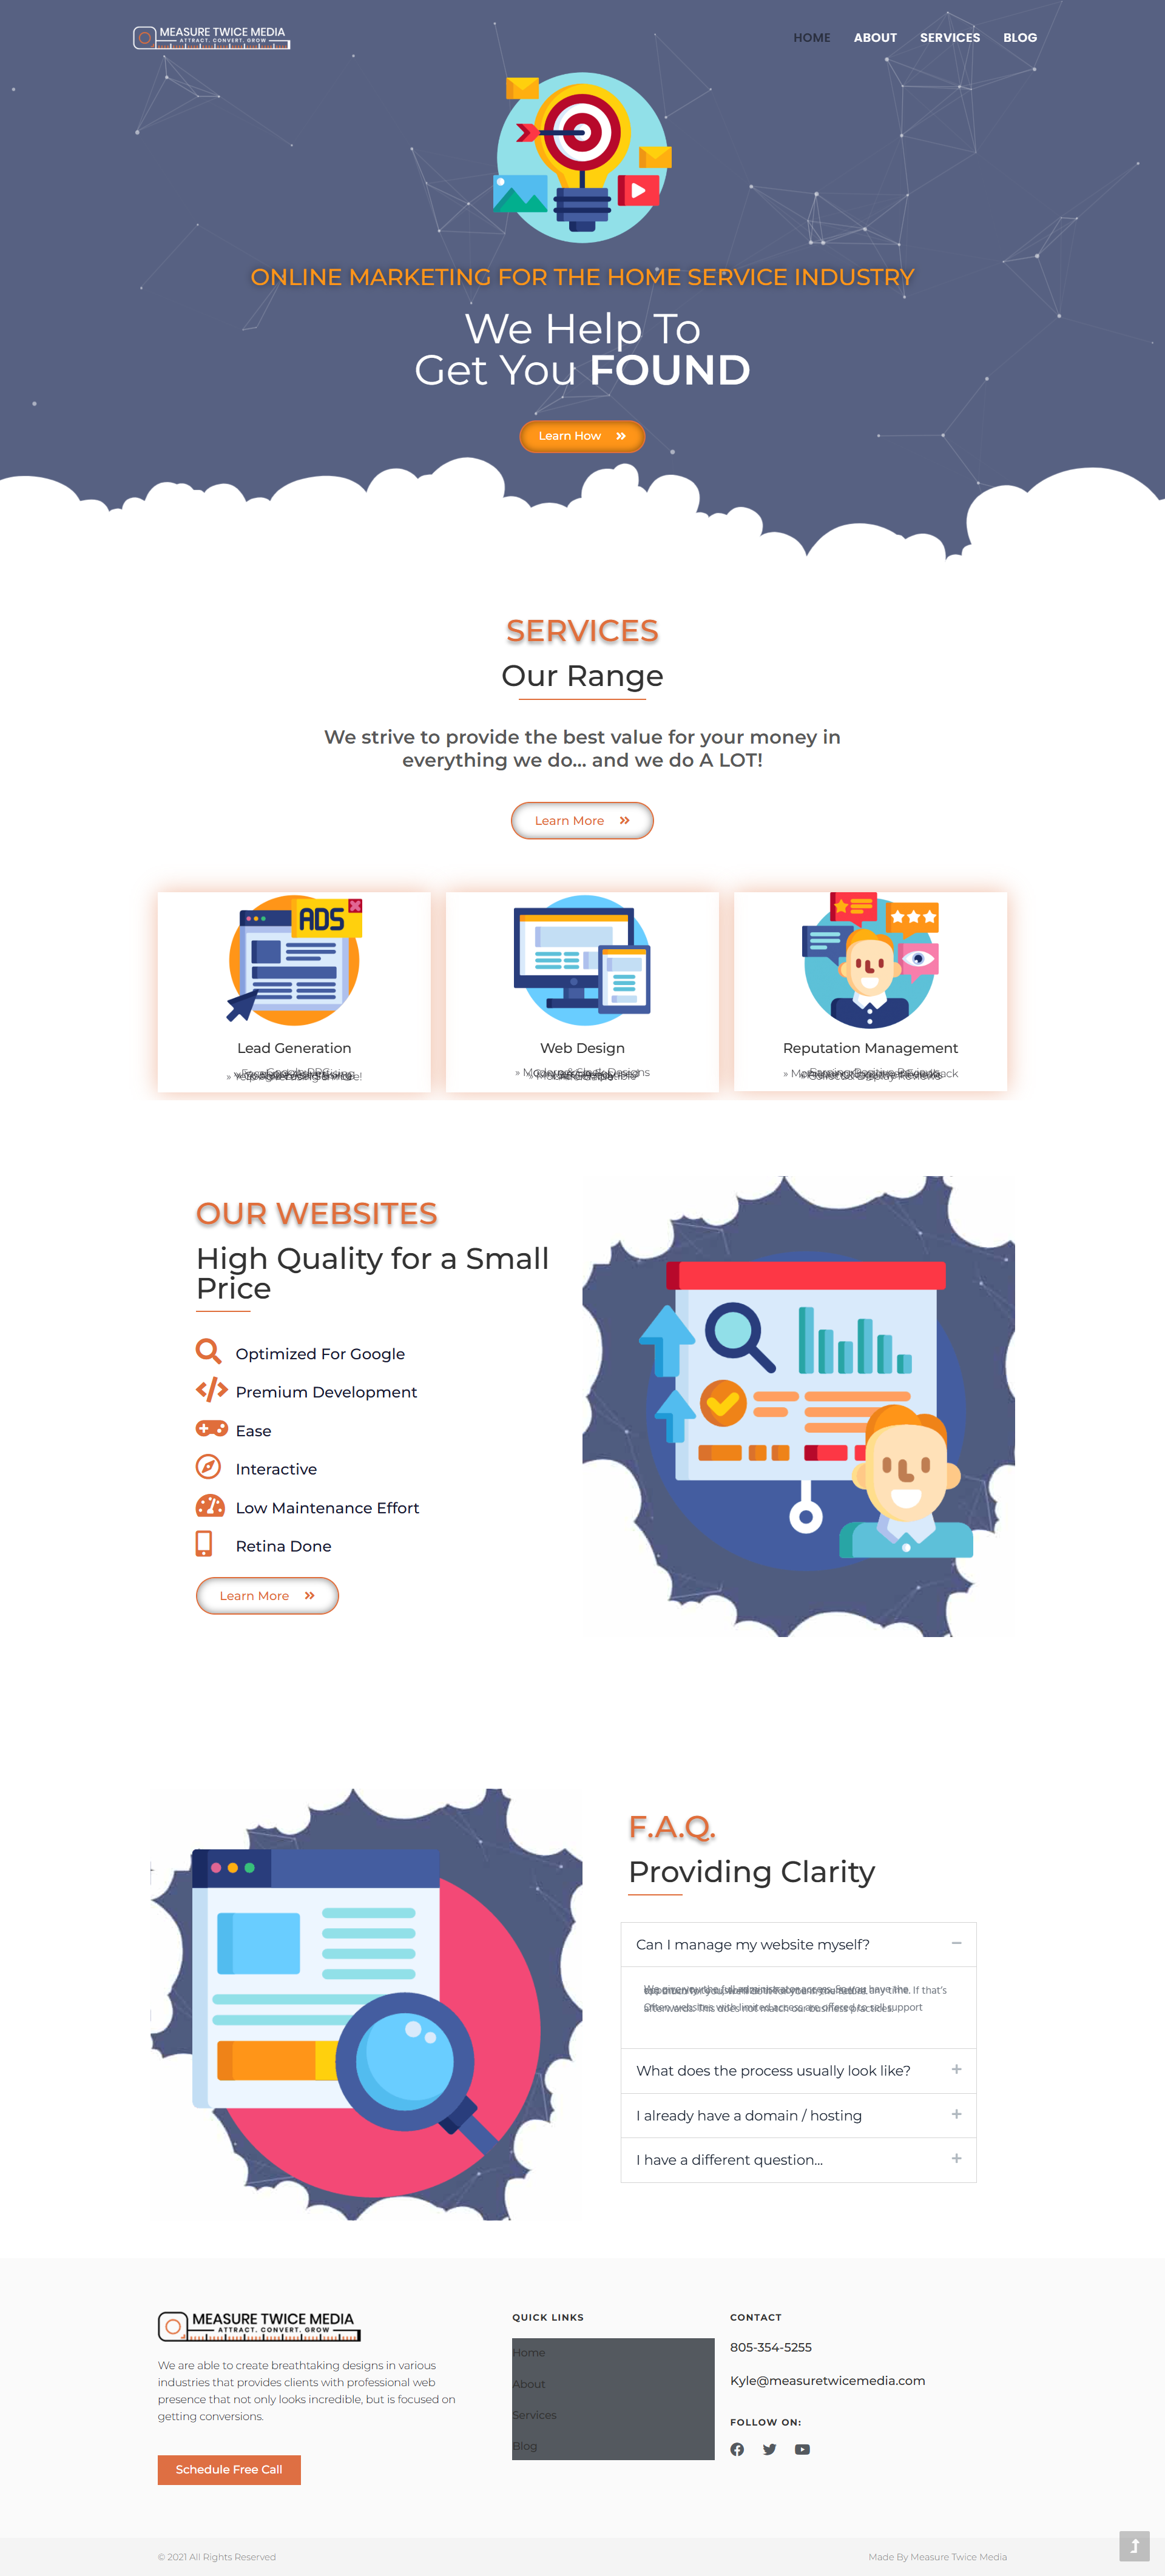 MEASURE TWICE MEDIA
ATTRACT. CONVERT. GROW
HOME ABOUT SERVICES BLOG
ONLINE MARKETING FOR THE HOME SERVICE INDUSTRY
We Help To
Get You FOUND
Learn How »
SERVICES
Our Range
We strive to provide the best value for your money in
everything we do... and we do A LOT!
Learn More »
ADS
Lead Generation
Web Design
Reputation Management
OUR WEBSITES
High Quality for a Small
Price
Optimized For Google
Premium Development
Ease
Interactive
Low Maintenance Effort
Retina Done
Learn More »
F.A.Q.
Providing Clarity
Can I manage my website myself?
What does the process usually look like?
I already have a domain / hosting
I have a different question...
MEASURE TWICE MEDIA
ATTRACT. CONVERT. GROW
We are able to create breathtaking designs in various
industries that provides clients with professional web
presence that not only looks incredible, but is focused on
getting conversions.
Schedule Free Call
QUICK LINKS
Home
About
Services
Blog
CONTACT
805-354-5255
Kyle@measuretwicemedia.com
FOLLOW ON:
© 2021 All Rights Reserved
Made By Measure Twice Media